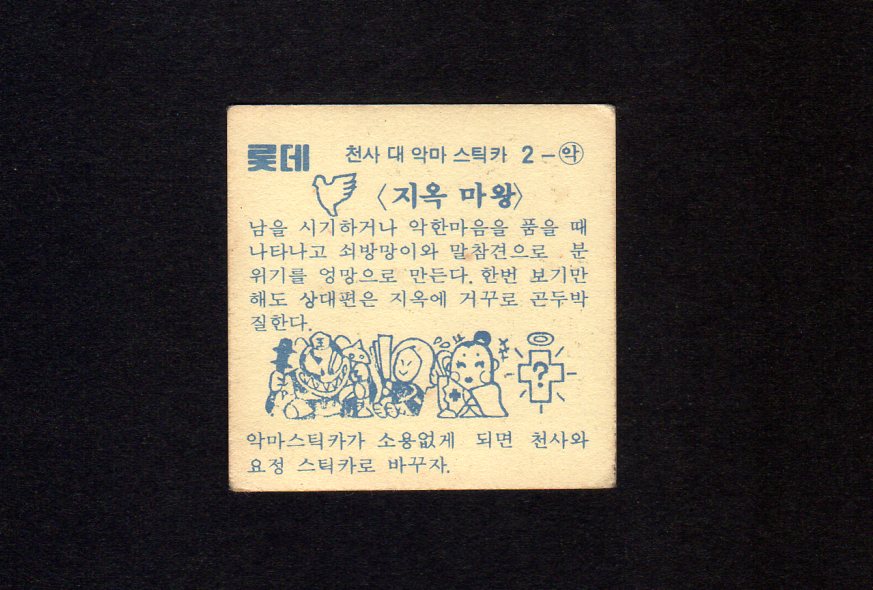 롯데 천사 대 악마 스틱카 2-㊀악
〈지옥 마왕〉
남을 시기하거나 악한마음을 품을 때
나타나고 쇠방망이와 말참견으로 분
위기를 엉망으로 만든다. 한번 보기만
해도 상대편은 지옥에 거꾸로 곤두박
질한다.
?
악마스틱카가 소용없게 되면 천사와
요정 스틱카로 바꾸자.